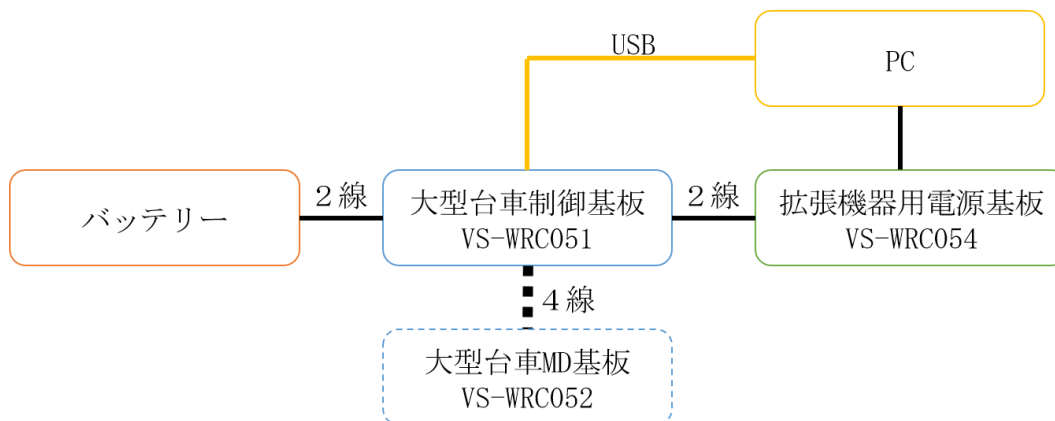 USB
PC
バッテリー
２線
大型台車制御基板
VS-WRC051
２線
拡張機器用電源基板
VS-WRC054
４線
大型台車MD基板
VS-WRC052